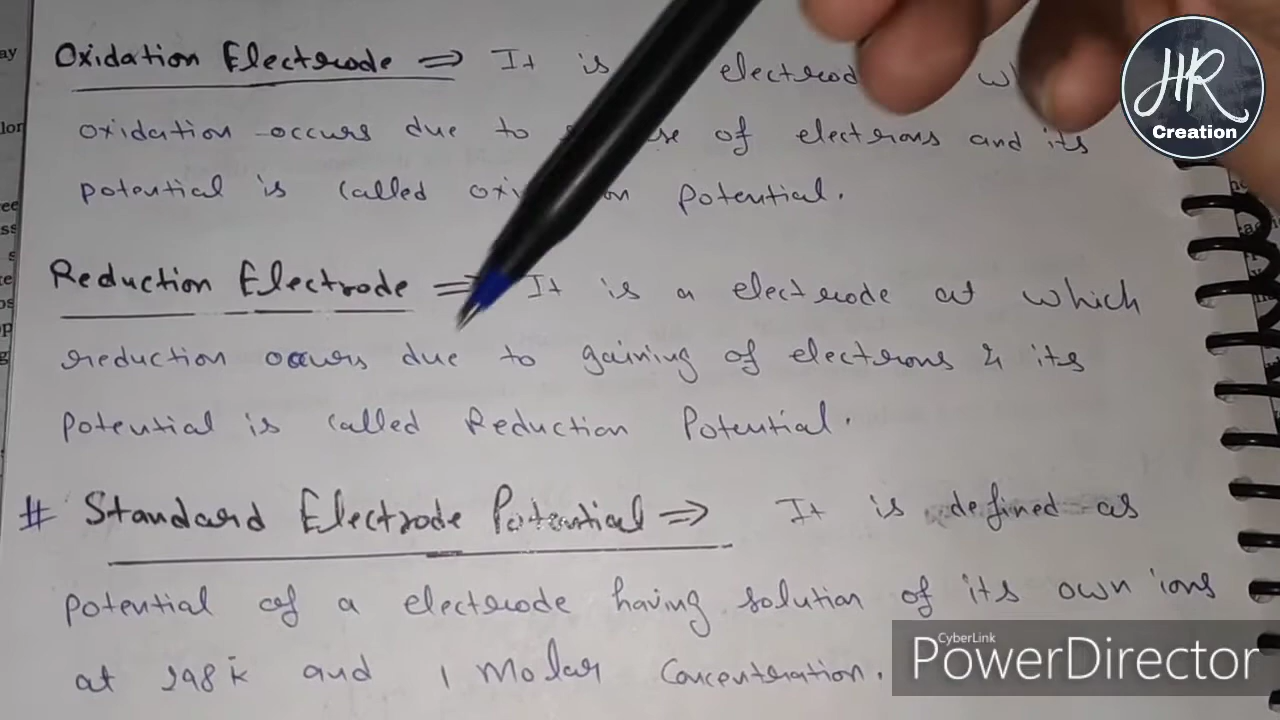 Oxidation Electrode ⇒ It is electrod
oxidation occurs due to of electrons and its
potential is called potential.
Reduction Electrode ⇒ It is a electrode at which
reduction occurs due to gaining of electrons & its
potential is called Reduction Potential.
# Standard Electrode Potential ⇒ It is defined as
potential of a electrode having solution of its own ions
at 298 K and 1 Molar Concenteration.
HR
Creation
CyberLink
PowerDirector